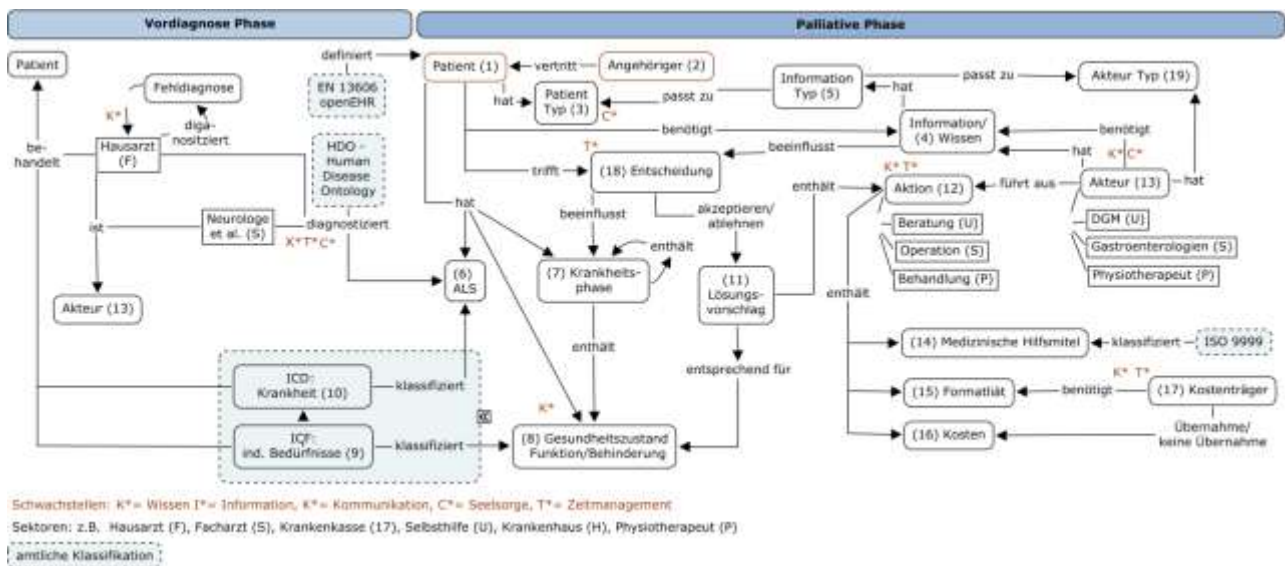 Vordiagnose Phase
Palliative Phase
Patient
Fehldiagnose
K*
digä-
nositziert
Hausarzt
(F)
be-
handelt
ist
Neurologe
et al. (S)
K* T* C*
diagnostiziert
Akteur (13)
definiert
EN 13606
openEHR
HDO -
Human
Disease
Ontology
ICD:
Krankheit (10)
klassifiziert
IQF:
ind. Bedürfnisse (9)
klassifiziert
Patient (1)
vertritt
Angehöriger (2)
hat
Patient
Typ (3)
C*
passt zu
Information
Typ (5)
passt zu
Akteur Typ (19)
hat
benötigt
Information/
(4) Wissen
benötigt
K* C*
hat
beeinflusst
T*
trifft
(18) Entscheidung
hat
beeinflusst
akzeptieren/
ablehnen
enthält
K* T*
Aktion (12)
führt aus
Akteur (13)
hat
Beratung (U)
Operation (S)
Behandlung (P)
DGM (U)
Gastroenterologien (S)
Physiotherapeut (P)
(6)
ALS
(7) Krankheits-
phase
enthält
(11)
Lösungs-
vorschlag
enthält
enthält
entsprechend für
K*
(8) Gesundheitszustand
Funktion/Behinderung
(14) Medizinische Hilfsmitel
klassifiziert
ISO 9999
(15) Formatliät
benötigt
K* T*
(17) Kostenträger
(16) Kosten
Übernahme/
keine Übernahme
Schwachstellen: K*= Wissen I*= Information, K*= Kommunikation, C*= Seelsorge, T*= Zeitmanagement
Sektoren: z.B. Hausarzt (F), Facharzt (S), Krankenkasse (17), Selbsthilfe (U), Krankenhaus (H), Physiotherapeut (P)
amtliche Klassifikation